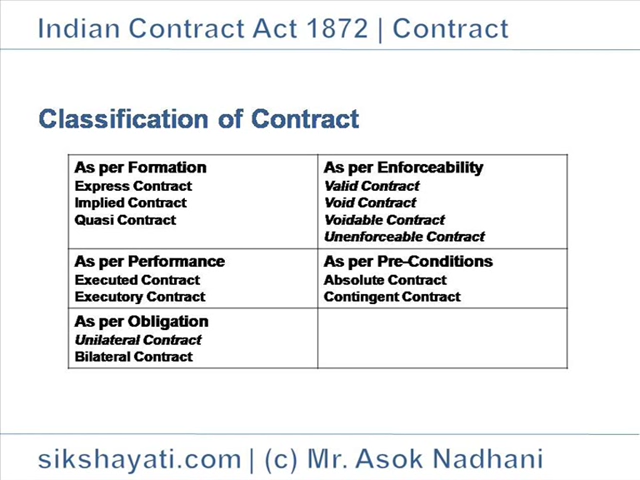 Indian Contract Act 1872 | Contract
Classification of Contract
As per Formation
Express Contract
Implied Contract
Quasi Contract
As per Enforceability
Valid Contract
Void Contract
Voidable Contract
Unenforceable Contract
As per Performance
Executed Contract
Executory Contract
As per Pre-Conditions
Absolute Contract
Contingent Contract
As per Obligation
Unilateral Contract
Bilateral Contract
sikshayati.com | (c) Mr. Asok Nadhani